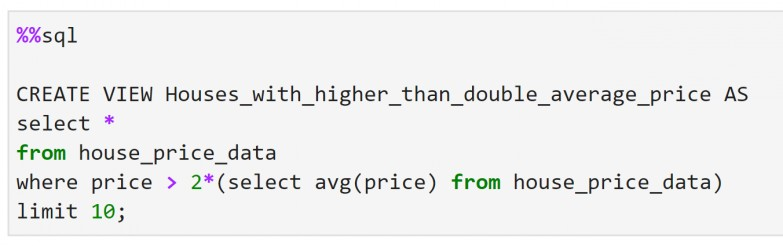 %%sql
CREATE VIEW Houses_with_higher_than_double_average_price AS
select *
from house_price_data
where price > 2*(select avg(price) from house_price_data)
limit 10;